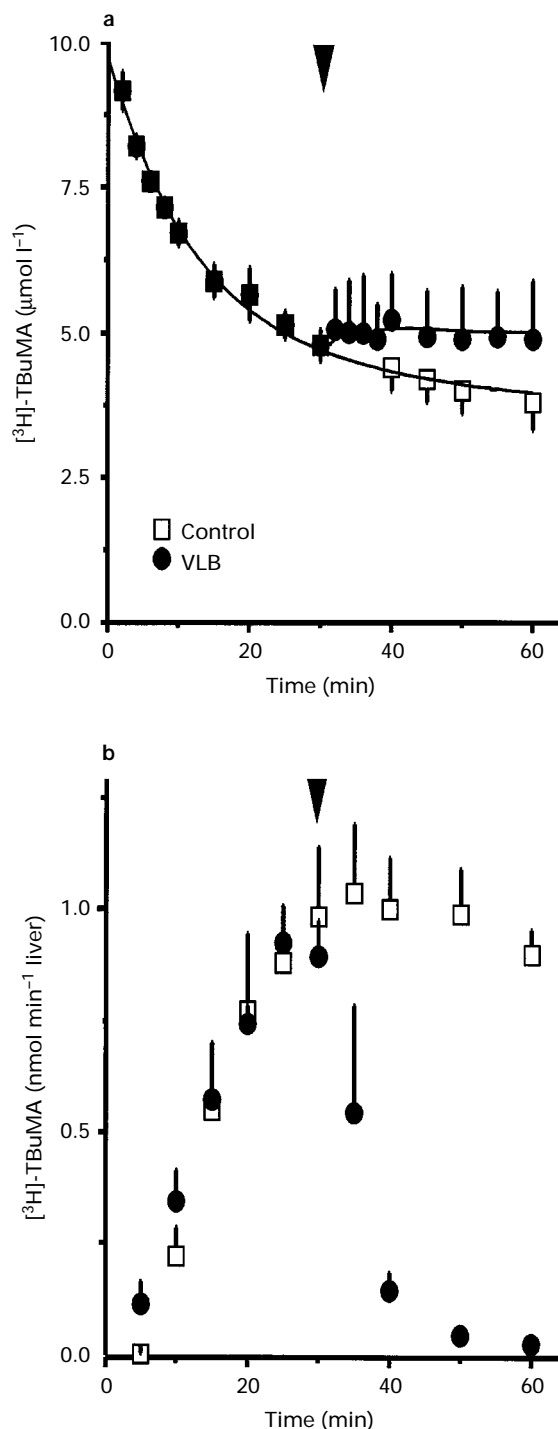 a
10.0
7.5
5.0
2.5
0.0
[³H]-TBuMA (μmol l⁻¹)
Control
VLB
0
20
40
60
Time (min)
b
1.0
0.5
0.0
[³H]-TBuMA (nmol min⁻¹ liver)
0
20
40
60
Time (min)